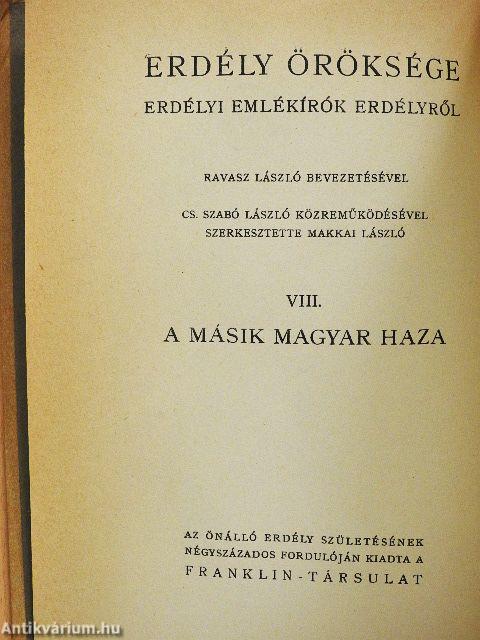 ERDÉLY ÖRÖKSÉGE
ERDÉLYI EMLÉKÍRÓK ERDÉLYRŐL
RAVASZ LÁSZLÓ BEVEZETÉSÉVEL
CS. SZABÓ LÁSZLÓ KÖZREMŰKÖDÉSÉVEL
SZERKESZTETTE MAKKAI LÁSZLÓ
VIII.
A MÁSIK MAGYAR HAZA
AZ ÖNÁLLÓ ERDÉLY SZÜLETÉSÉNEK
NÉGYSZÁZADOS FORDULÓJÁN KIADTA A
FRANKLIN-TÁRSULAT
Antikvárium.hu